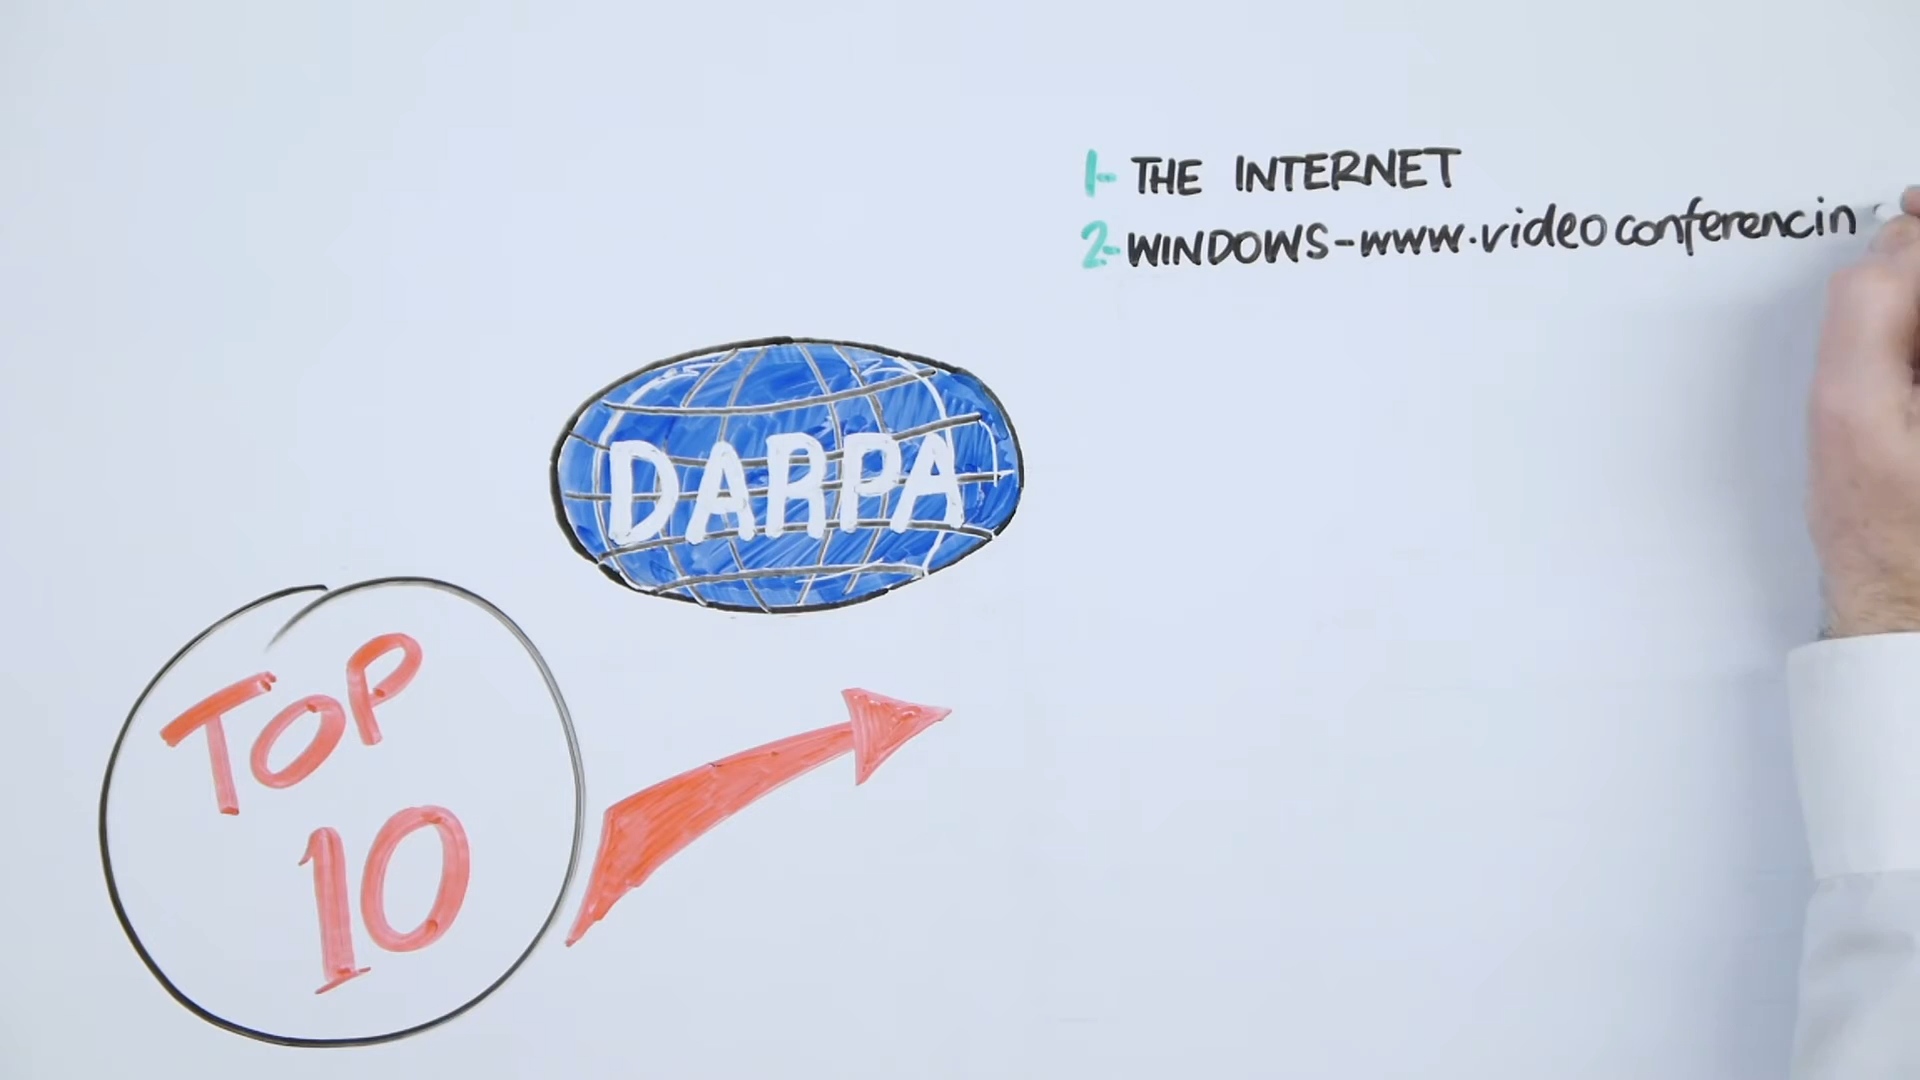 1- THE INTERNET
2- WINDOWS-www.videoconferencin
DARPA
TOP
10